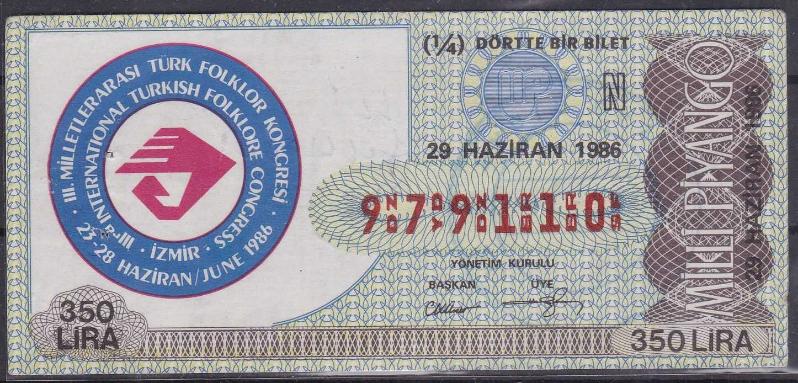 (1/4) DÖRTTE BİR BİLET
mp
N
29 HAZİRAN 1986
III. MİLLETLERARASI TÜRK FOLKLOR KONGRESİ
III rd INTERNATIONAL TURKISH FOLKLORE CONGRESS
İZMİR
23-28 HAZİRAN/JUNE 1986
979110
YÖNETİM KURULU
BAŞKAN ÜYE
350
LİRA
350 LİRA
MİLLİ PİYANGO
29 HAZİRAN 1986